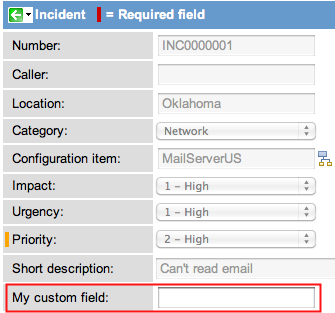 Incident = Required field
Number: INC0000001
Caller:
Location: Oklahoma
Category: Network
Configuration item: MailServerUS
Impact: 1 – High
Urgency: 1 – High
Priority: 2 – High
Short description: Can't read email
My custom field: